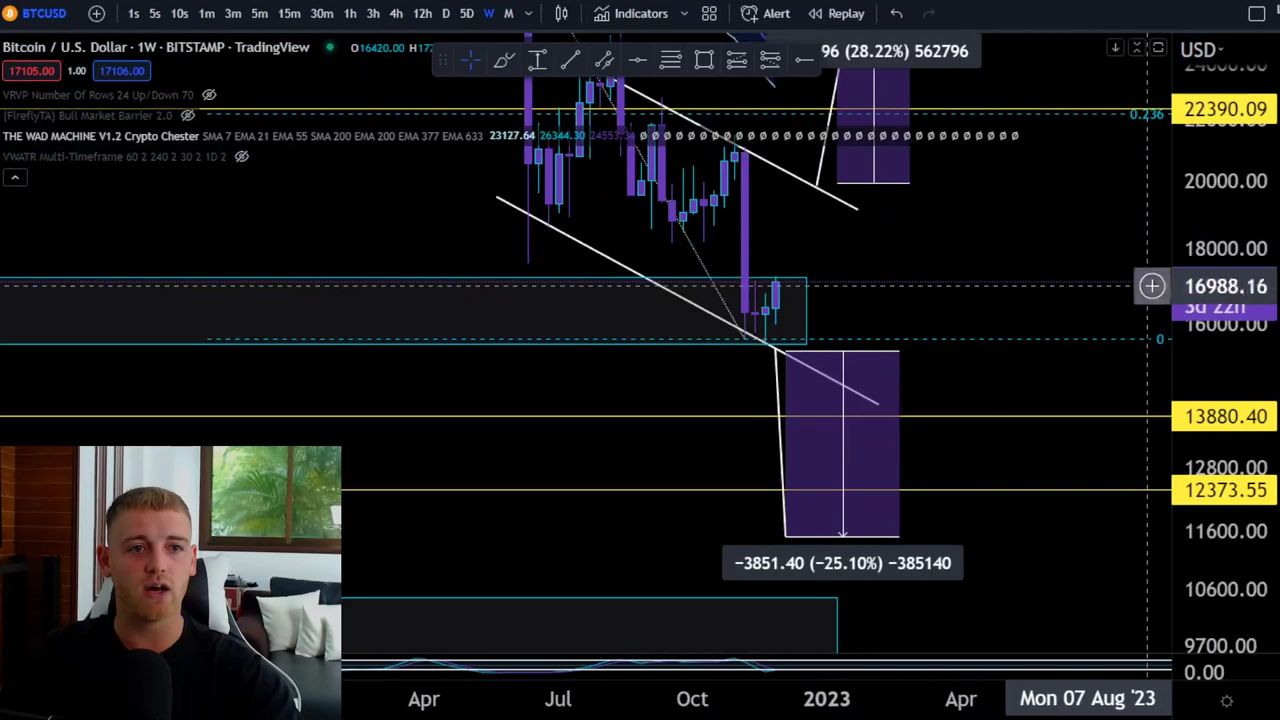 BTCUSD 1s 5s 10s 1m 3m 5m 15m 30m 1h 3h 4h 12h D 5D W M Indicators Alert Replay
Bitcoin / U.S. Dollar · 1W · BITSTAMP · TradingView O16420.00
96 (28.22%) 562796
USD
17105.00 1.00 17106.00
VRVP Number Of Rows 24 Up/Down 70
22390.09
(FireflyTA) Bull Market Barrier 2.0
0.236
THE WAD MACHINE V1.2 Crypto Chester SMA 7 EMA 21 EMA 55 SMA 200 EMA 200 EMA 377 EMA 633 23127.64 26344.30 ø ø ø ø ø ø ø ø ø ø ø ø ø ø ø ø ø ø ø ø ø ø ø ø ø ø ø ø ø ø ø ø
VWATR Multi-Timeframe 60 2 240 2 30 2 1D 2
20000.00
18000.00
16988.16
3d 22h
16000.00
0
13880.40
12800.00
12373.55
11600.00
−3851.40 (−25.10%) −385140
10600.00
9700.00
0.00
Apr Jul Oct 2023 Apr Mon 07 Aug '23